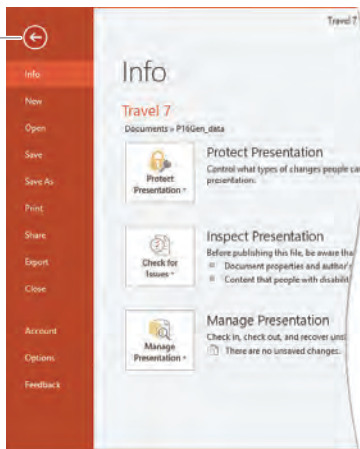 Travel 7
Info
New
Open
Save
Save As
Print
Share
Export
Close
Account
Options
Feedback
Info
Travel 7
Documents » P16Gen_data
Protect Presentation
Control what types of changes people ca
presentation.
Protect
Presentation
Inspect Presentation
Before publishing this file, be aware tha
Document properties and author's
Content that people with disabilit
Check for
Issues
Manage Presentation
Check in, check out, and recover uns
There are no unsaved changes.
Manage
Presentation